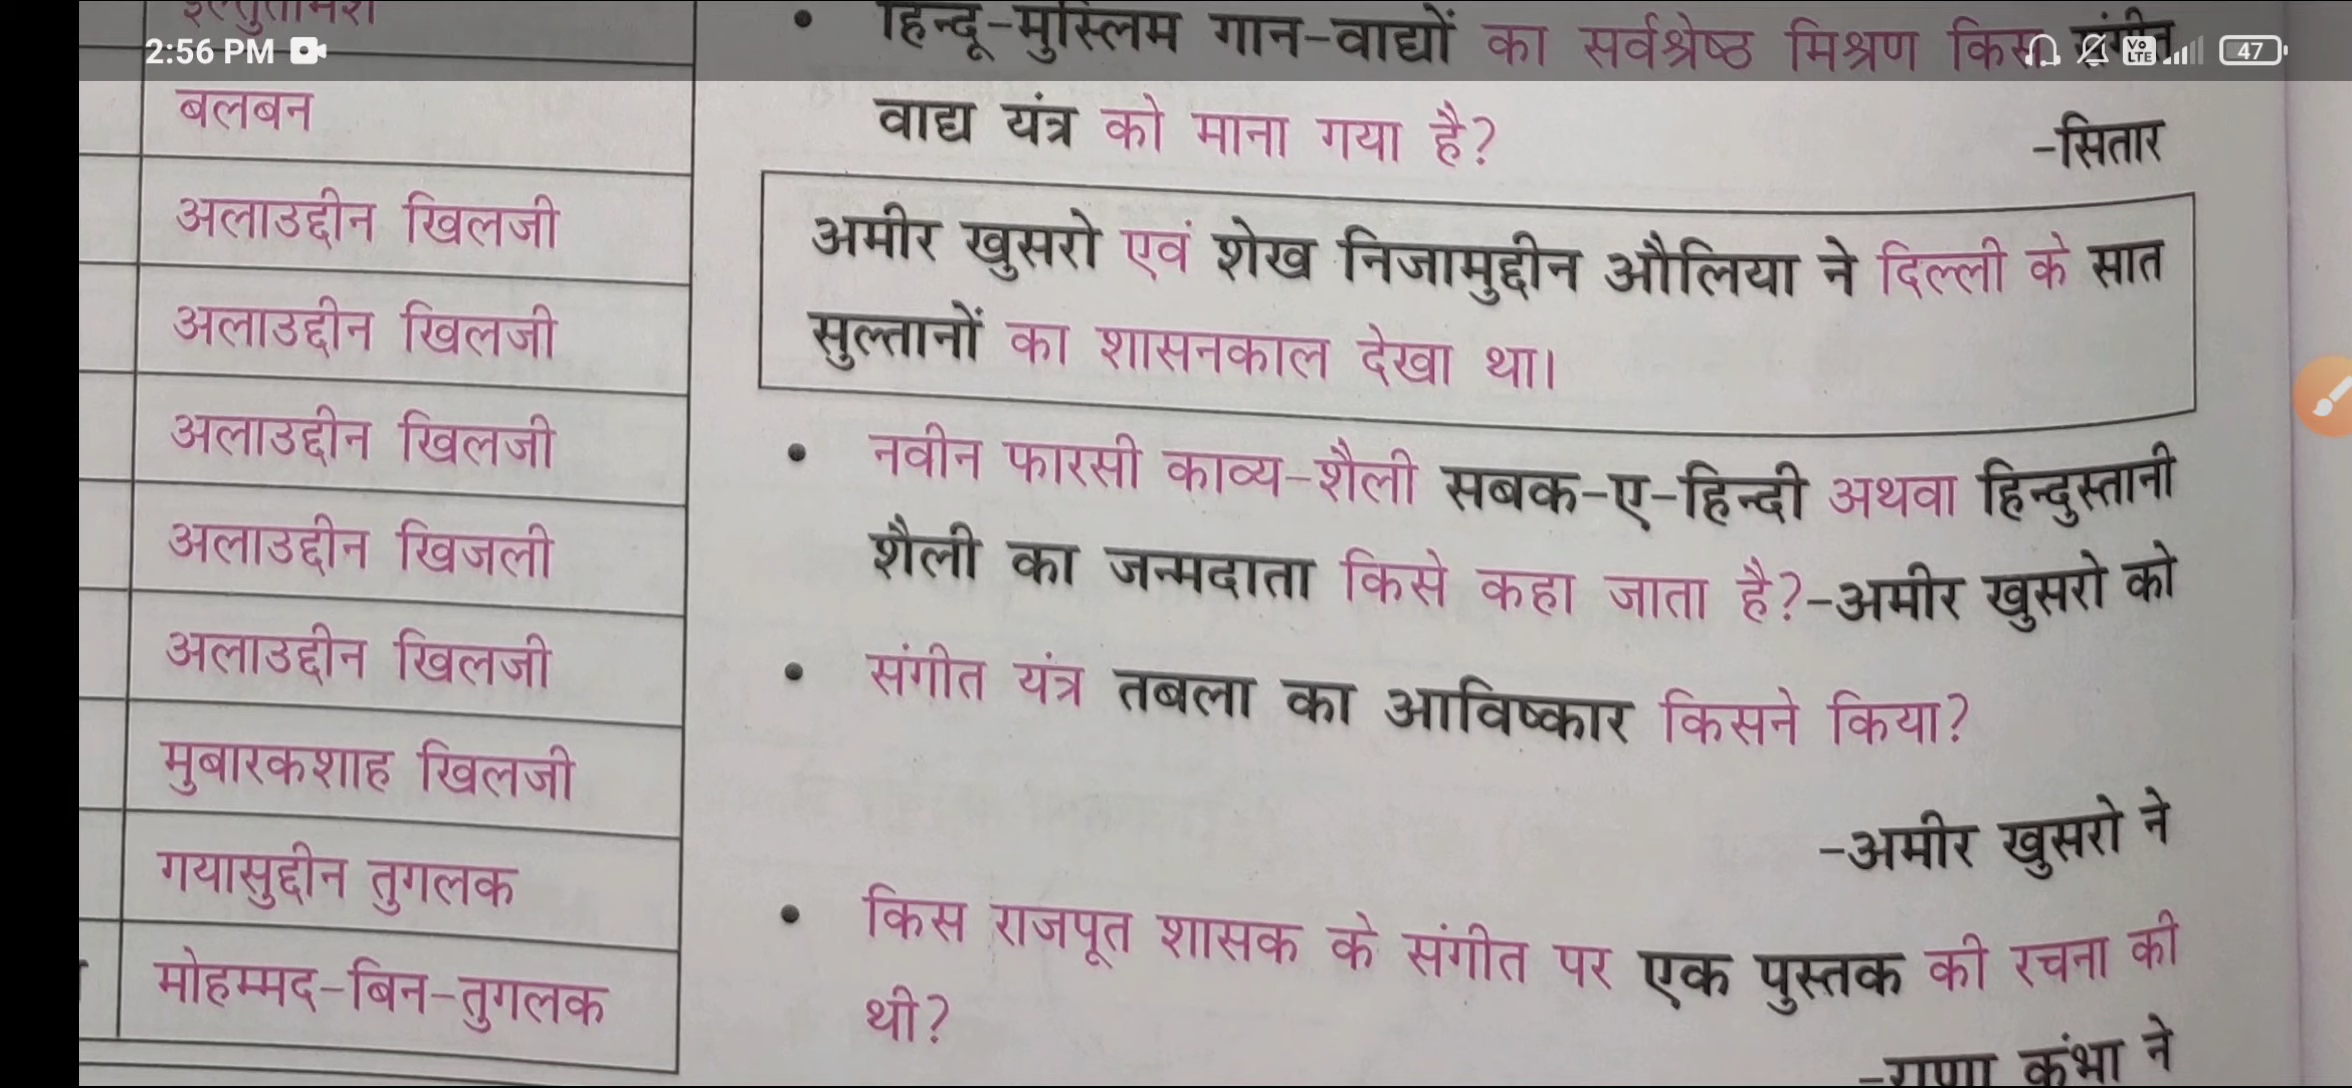 2:56 PM
47
बलबन
अलाउद्दीन खिलजी
अलाउद्दीन खिलजी
अलाउद्दीन खिलजी
अलाउद्दीन खिजली
अलाउद्दीन खिलजी
मुबारकशाह खिलजी
गयासुद्दीन तुगलक
मोहम्मद-बिन-तुगलक
• हिन्दू-मुस्लिम गान-वाद्यों का सर्वश्रेष्ठ मिश्रण किस संगीत
वाद्य यंत्र को माना गया है? -सितार
अमीर खुसरो एवं शेख निजामुद्दीन औलिया ने दिल्ली के सात
सुल्तानों का शासनकाल देखा था।
• नवीन फारसी काव्य-शैली सबक-ए-हिन्दी अथवा हिन्दुस्तानी
शैली का जन्मदाता किसे कहा जाता है?-अमीर खुसरो को
• संगीत यंत्र तबला का आविष्कार किसने किया?
-अमीर खुसरो ने
• किस राजपूत शासक के संगीत पर एक पुस्तक की रचना की
थी?
-राणा कुंभा ने